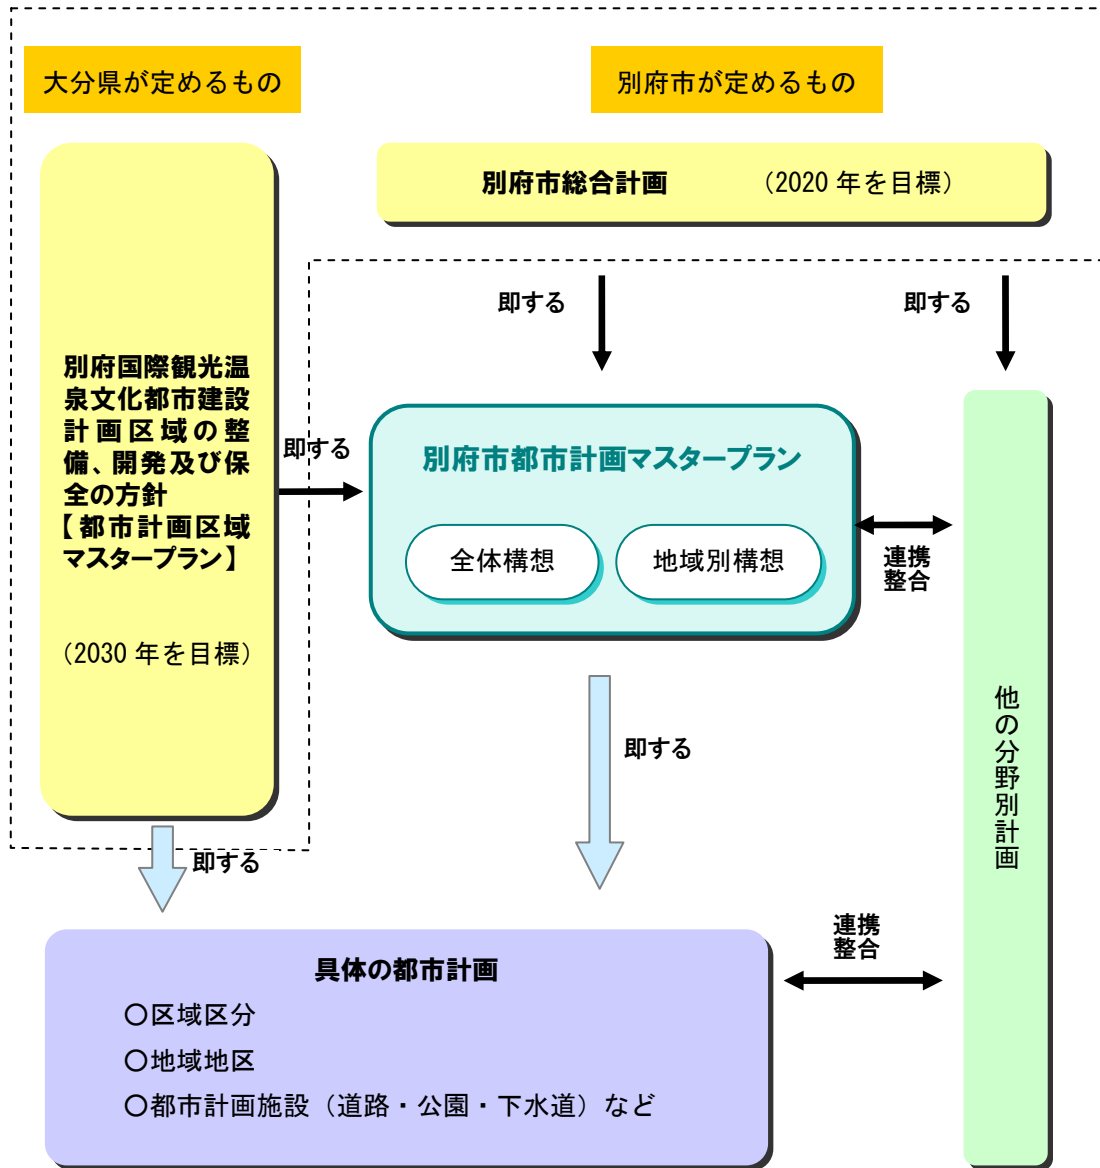 大分県が定めるもの
別府市が定めるもの
別府市総合計画 （2020 年を目標）
即する
即する
別府国際観光温
泉文化都市建設
計画区域の整
備、開発及び保
全の方針
【都市計画区域
マスタープラン】
（2030 年を目標）
即する
別府市都市計画マスタープラン
全体構想
地域別構想
連携
整合
他の分野別計画
即する
即する
連携
整合
具体の都市計画
〇区域区分
〇地域地区
〇都市計画施設（道路・公園・下水道）など